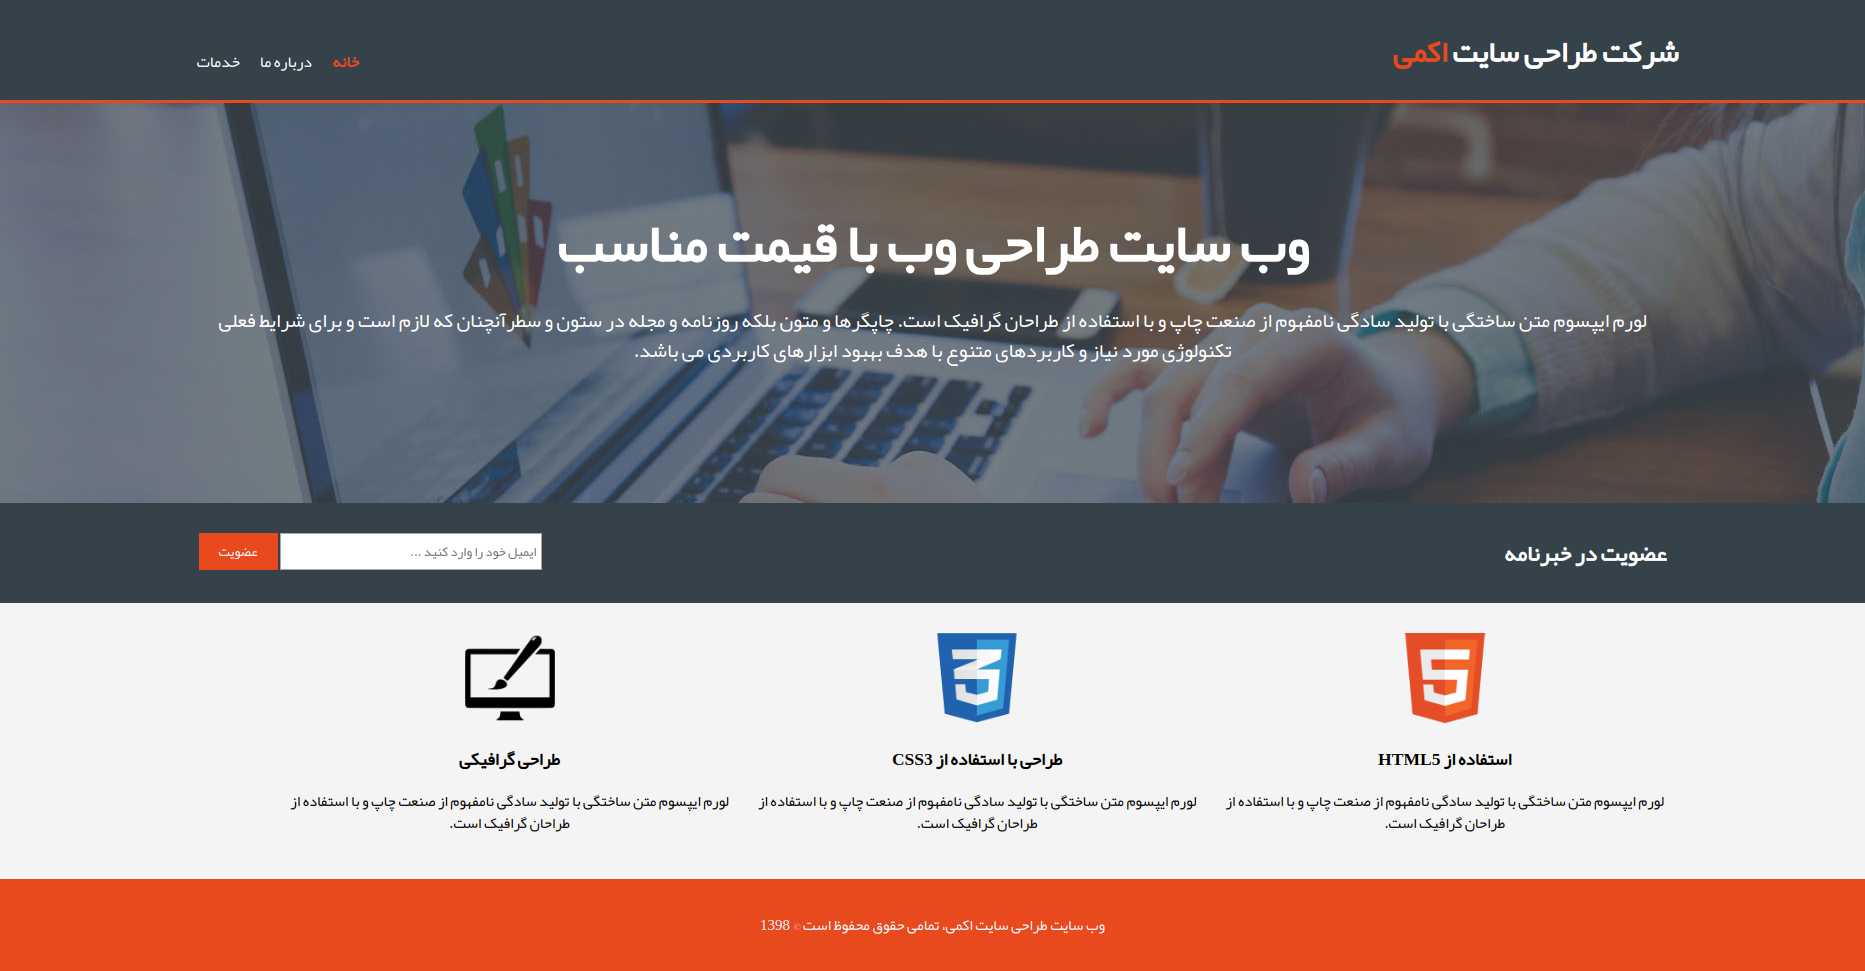 شرکت طراحی سایت اکمی
خانه
درباره ما
خدمات
وب سایت طراحی وب با قیمت مناسب
لورم ایپسوم متن ساختگی با تولید سادگی نامفهوم از صنعت چاپ و با استفاده از طراحان گرافیک است. چاپگرها و متون بلکه روزنامه و مجله در ستون و سطرآنچنان که لازم است و برای شرایط فعلی
تکنولوژی مورد نیاز و کاربردهای متنوع با هدف بهبود ابزارهای کاربردی می باشد.
عضویت در خبرنامه
ایمیل خود را وارد کنید ...
عضویت
استفاده از HTML5
لورم ایپسوم متن ساختگی با تولید سادگی نامفهوم از صنعت چاپ و با استفاده از
طراحان گرافیک است.
طراحی با استفاده از CSS3
لورم ایپسوم متن ساختگی با تولید سادگی نامفهوم از صنعت چاپ و با استفاده از
طراحان گرافیک است.
طراحی گرافیکی
لورم ایپسوم متن ساختگی با تولید سادگی نامفهوم از صنعت چاپ و با استفاده از
طراحان گرافیک است.
وب سایت طراحی سایت اکمی، تمامی حقوق محفوظ است © 1398